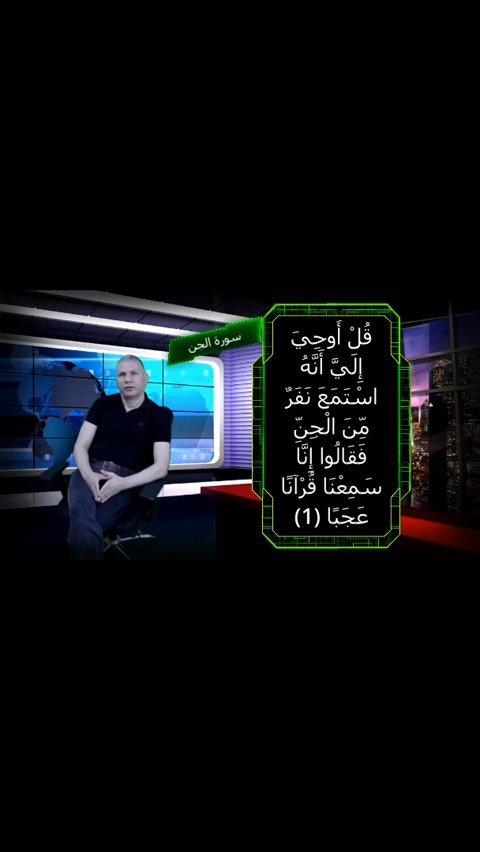 سورة الجن
قُلْ أُوحِيَ
إِلَيَّ أَنَّهُ
اسْتَمَعَ نَفَرٌ
مِّنَ الْجِنِّ
فَقَالُوا إِنَّا
سَمِعْنَا قُرْآنًا
عَجَبًا (1)